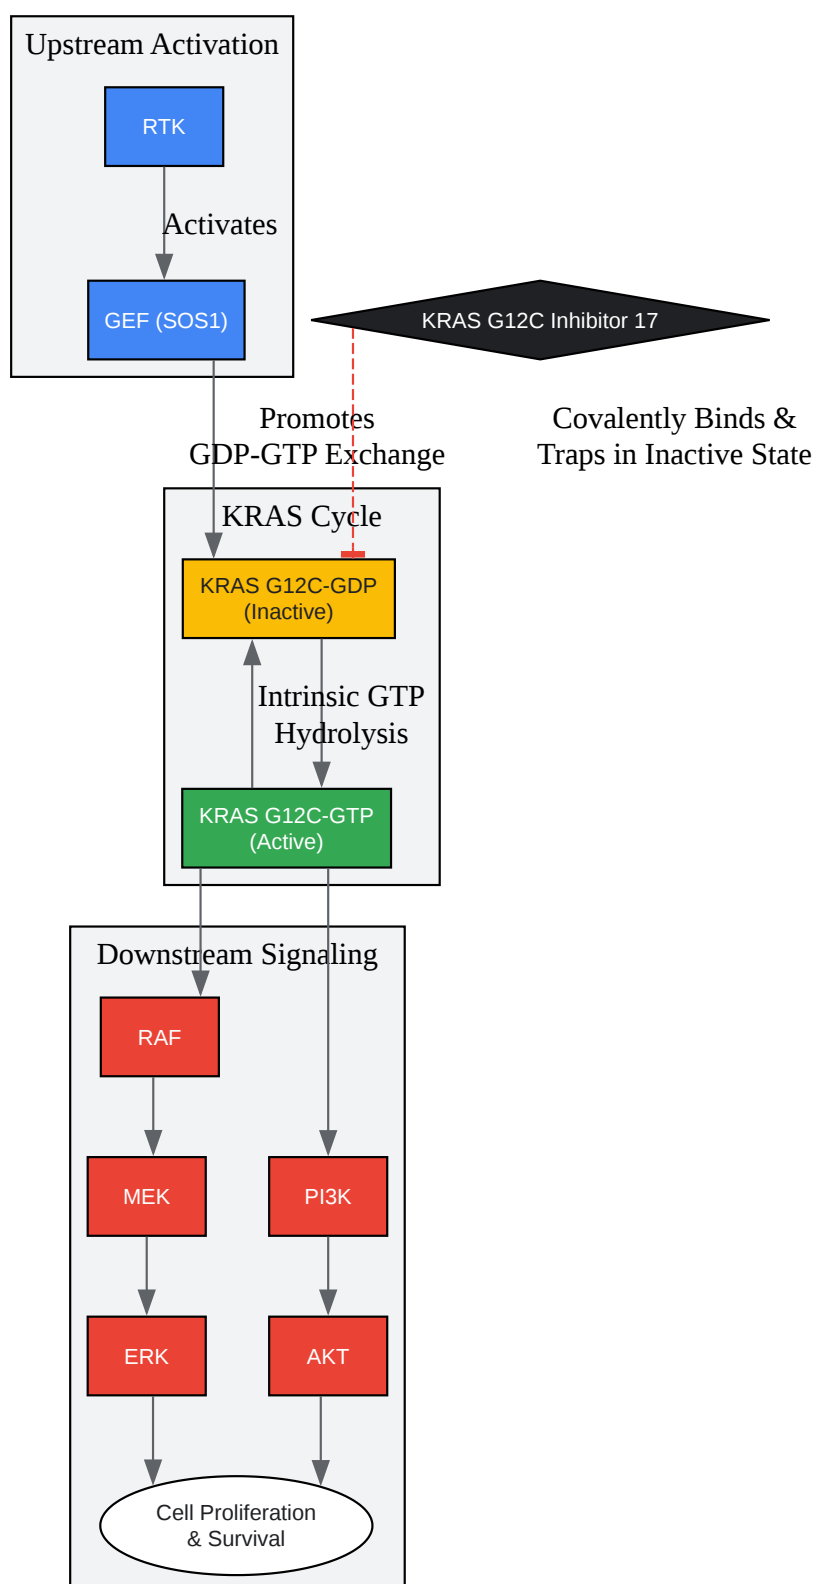 Upstream Activation
RTK
Activates
GEF (SOS1)
KRAS G12C Inhibitor 17
Promotes
GDP-GTP Exchange
Covalently Binds &
Traps in Inactive State
KRAS Cycle
KRAS G12C-GDP
(Inactive)
Intrinsic GTP
Hydrolysis
KRAS G12C-GTP
(Active)
Downstream Signaling
RAF
MEK
PI3K
ERK
AKT
Cell Proliferation
& Survival